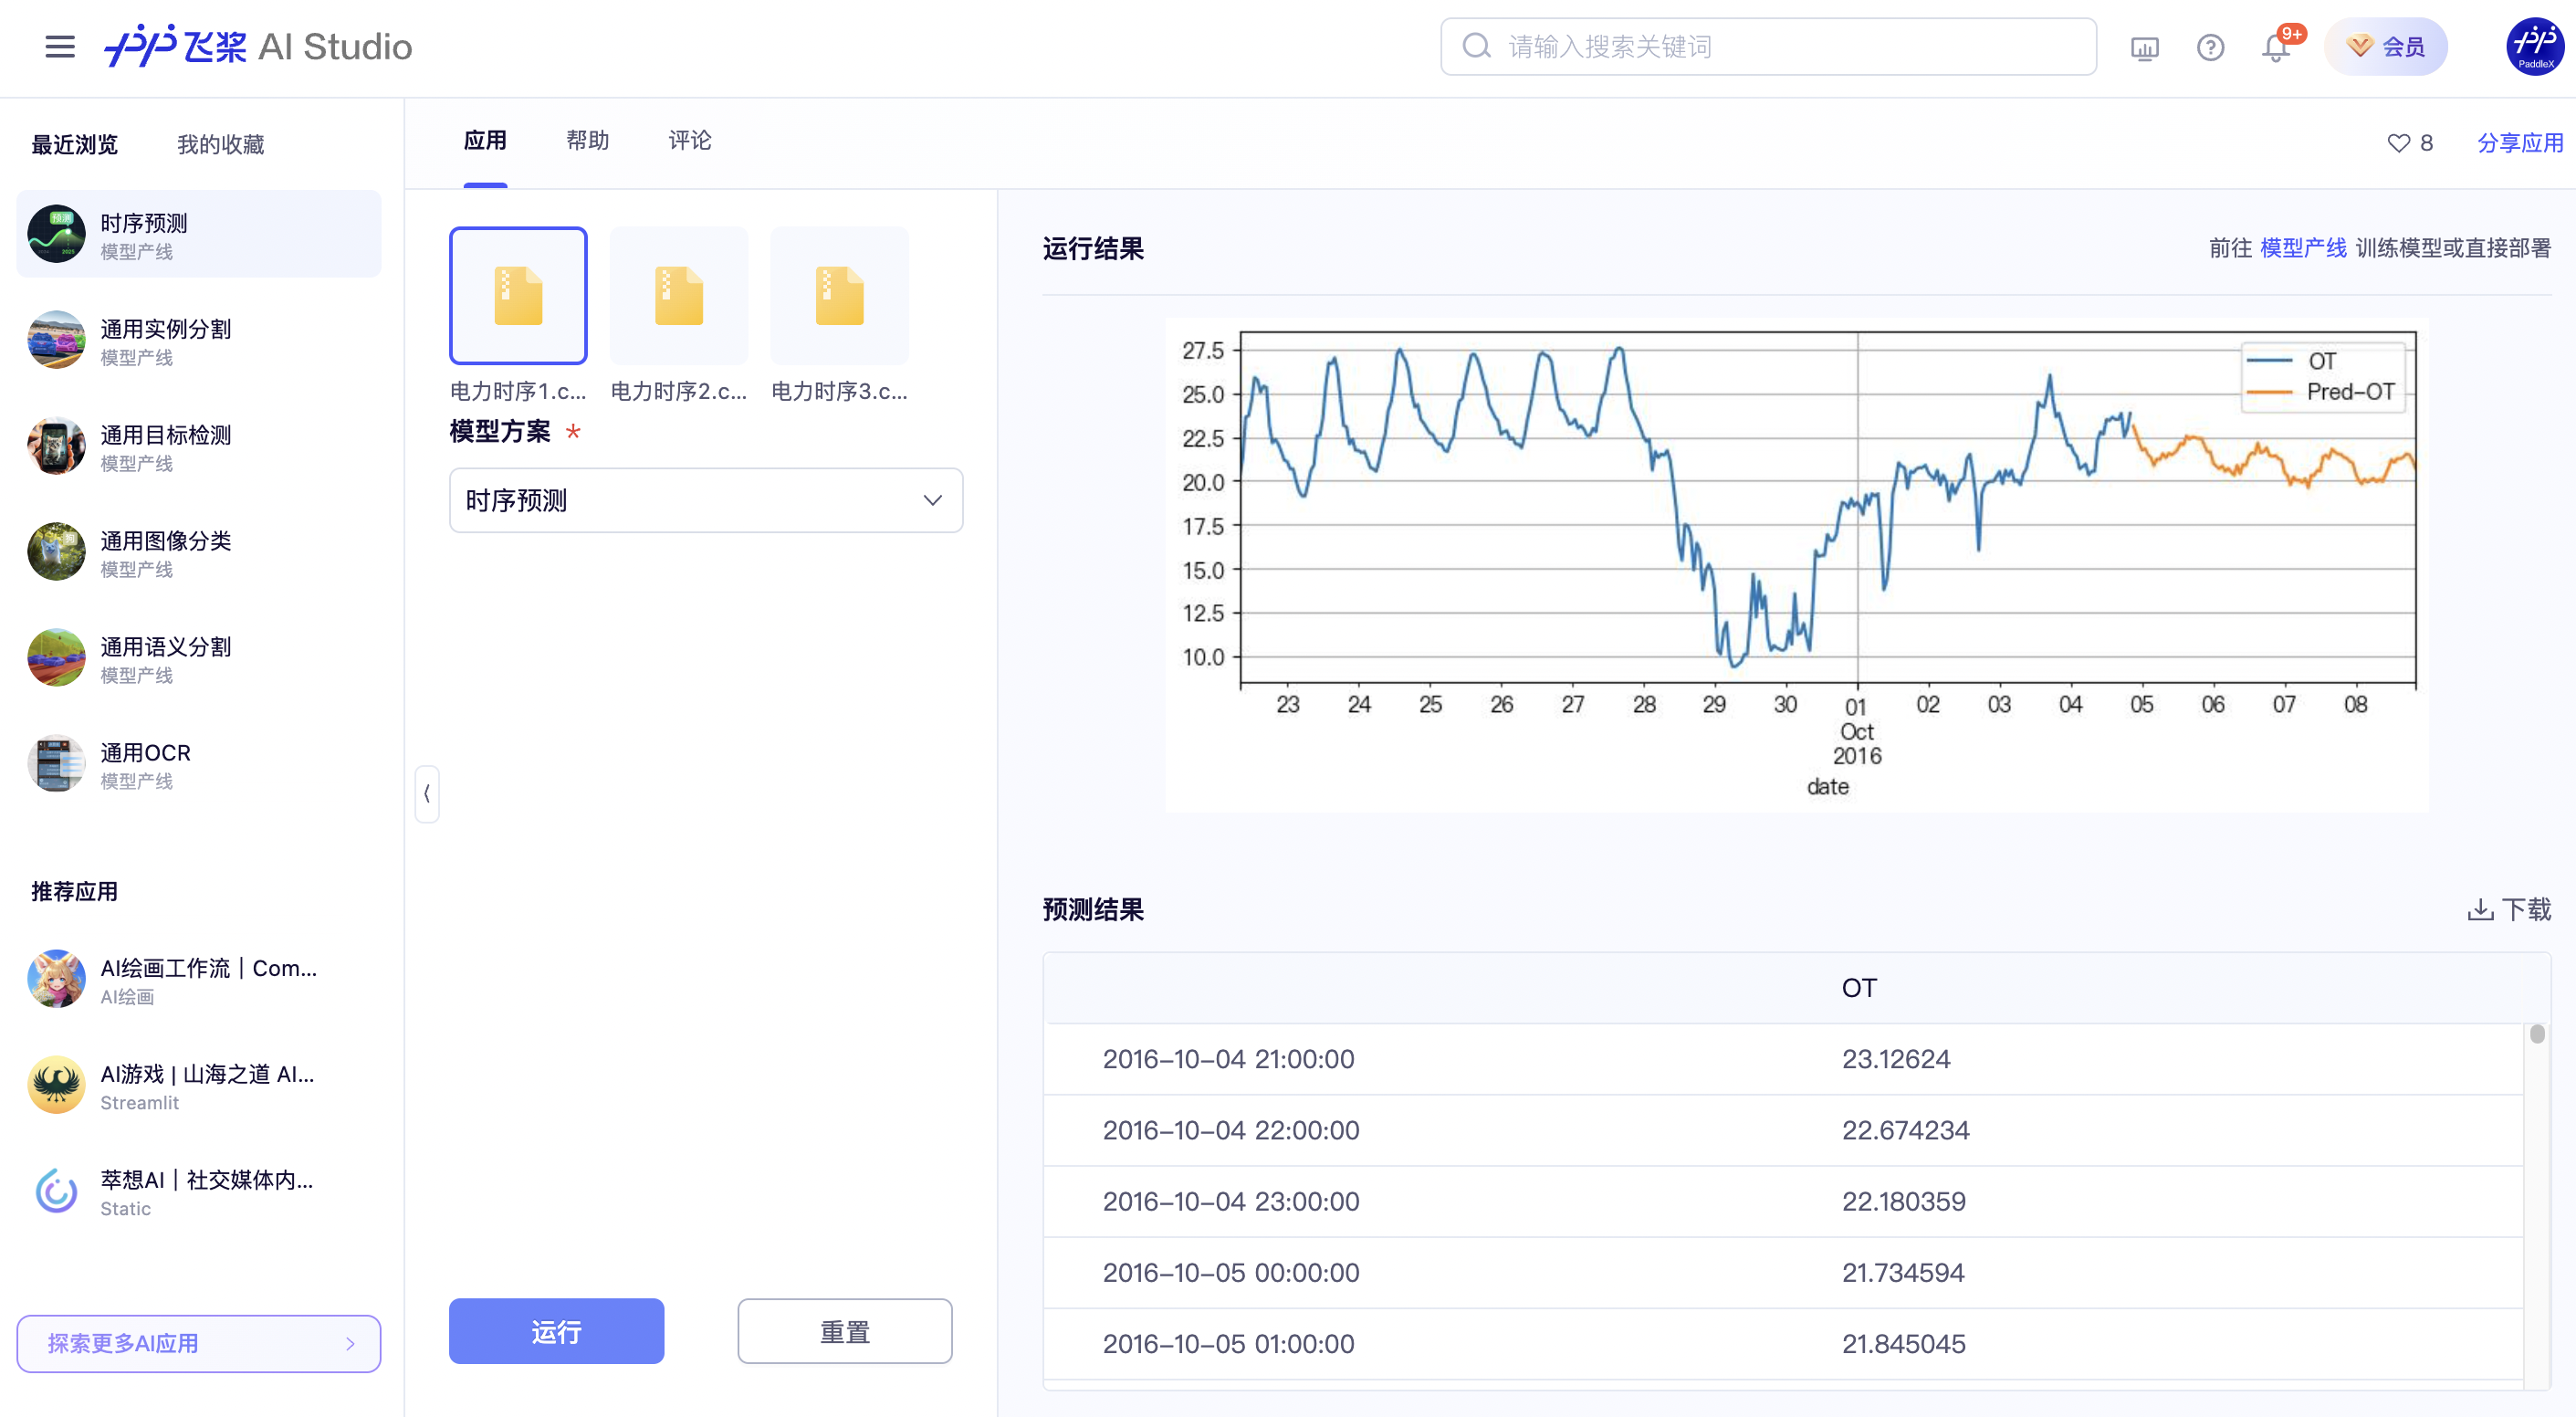 飞桨 AI Studio
请输入搜索关键词
9+
会员
PaddleX
最近浏览
我的收藏
时序预测
模型产线
通用实例分割
模型产线
通用目标检测
模型产线
通用图像分类
模型产线
通用语义分割
模型产线
通用OCR
模型产线
推荐应用
AI绘画工作流｜Com...
AI绘画
AI游戏 | 山海之道 AI...
Streamlit
萃想AI｜社交媒体内...
Static
探索更多AI应用
应用
帮助
评论
8
分享应用
电力时序1.c...
电力时序2.c...
电力时序3.c...
模型方案 *
时序预测
运行
重置
运行结果
前往 模型产线 训练模型或直接部署
27.5
25.0
22.5
20.0
17.5
15.0
12.5
10.0
OT
Pred-OT
23 24 25 26 27 28 29 30 01 02 03 04 05 06 07 08
Oct
2016
date
预测结果
下载
OT
2016-10-04 21:00:00 23.12624
2016-10-04 22:00:00 22.674234
2016-10-04 23:00:00 22.180359
2016-10-05 00:00:00 21.734594
2016-10-05 01:00:00 21.845045